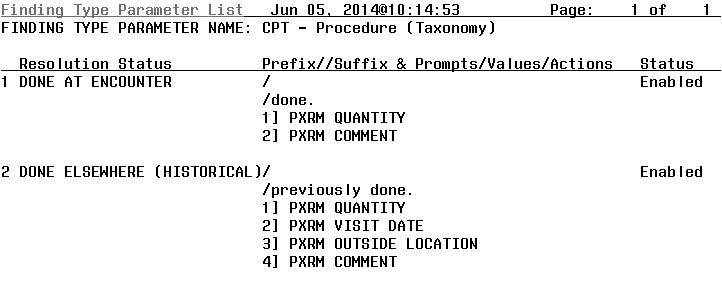 Finding Type Parameter List   Jun 05, 2014@10:14:53          Page:    1 of    1
FINDING TYPE PARAMETER NAME: CPT - Procedure (Taxonomy)
  Resolution Status          Prefix//Suffix & Prompts/Values/Actions   Status
1 DONE AT ENCOUNTER          /                                         Enabled
                             /done.
                             1] PXRM QUANTITY
                             2] PXRM COMMENT
2 DONE ELSEWHERE (HISTORICAL)/                                         Enabled
                             /previously done.
                             1] PXRM QUANTITY
                             2] PXRM VISIT DATE
                             3] PXRM OUTSIDE LOCATION
                             4] PXRM COMMENT